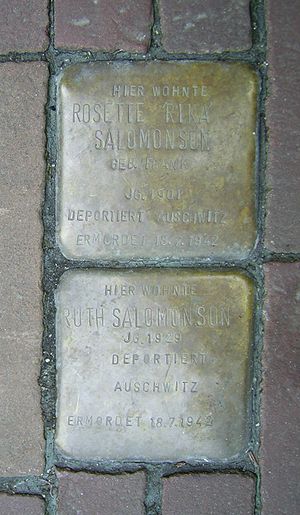 HIER WOHNTE
ROSETTE RIKA
SALOMONSON
GEB. FRANK
JG. 1901
DEPORTIERT AUSCHWITZ
ERMORDET 18.7.1942
HIER WOHNTE
RUTH SALOMONSON
JG. 1929
DEPORTIERT
AUSCHWITZ
ERMORDET 18.7.1942